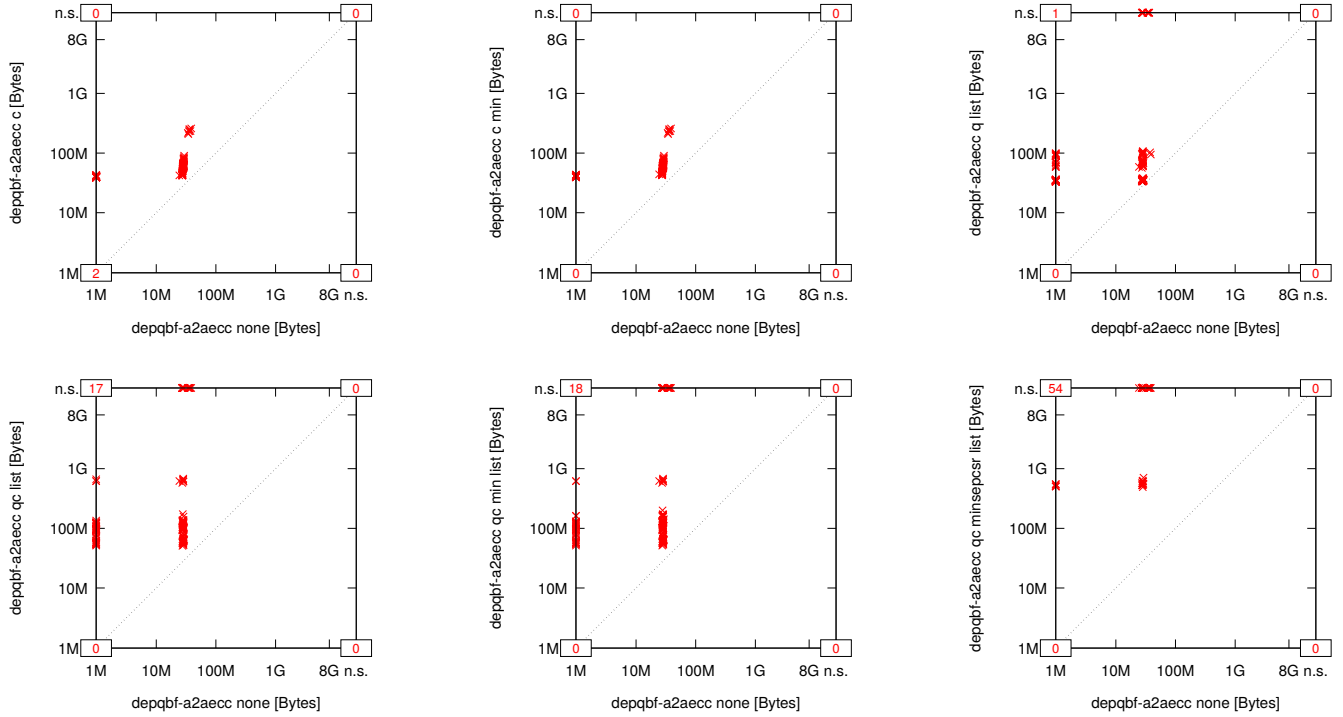 n.s. 0 0
8G
1G
100M
10M
1M 2 0
1M 10M 100M 1G 8G n.s.
depqbf-a2aecc c [Bytes]
depqbf-a2aecc none [Bytes]
n.s. 0 0
8G
1G
100M
10M
1M 0 0
1M 10M 100M 1G 8G n.s.
depqbf-a2aecc c min [Bytes]
depqbf-a2aecc none [Bytes]
n.s. 1 0
8G
1G
100M
10M
1M 0 0
1M 10M 100M 1G 8G n.s.
depqbf-a2aecc q list [Bytes]
depqbf-a2aecc none [Bytes]
n.s. 17 0
8G
1G
100M
10M
1M 0 0
1M 10M 100M 1G 8G n.s.
depqbf-a2aecc qc list [Bytes]
depqbf-a2aecc none [Bytes]
n.s. 18 0
8G
1G
100M
10M
1M 0 0
1M 10M 100M 1G 8G n.s.
depqbf-a2aecc qc min list [Bytes]
depqbf-a2aecc none [Bytes]
n.s. 54 0
8G
1G
100M
10M
1M 0 0
1M 10M 100M 1G 8G n.s.
depqbf-a2aecc qc minsepcsr list [Bytes]
depqbf-a2aecc none [Bytes]